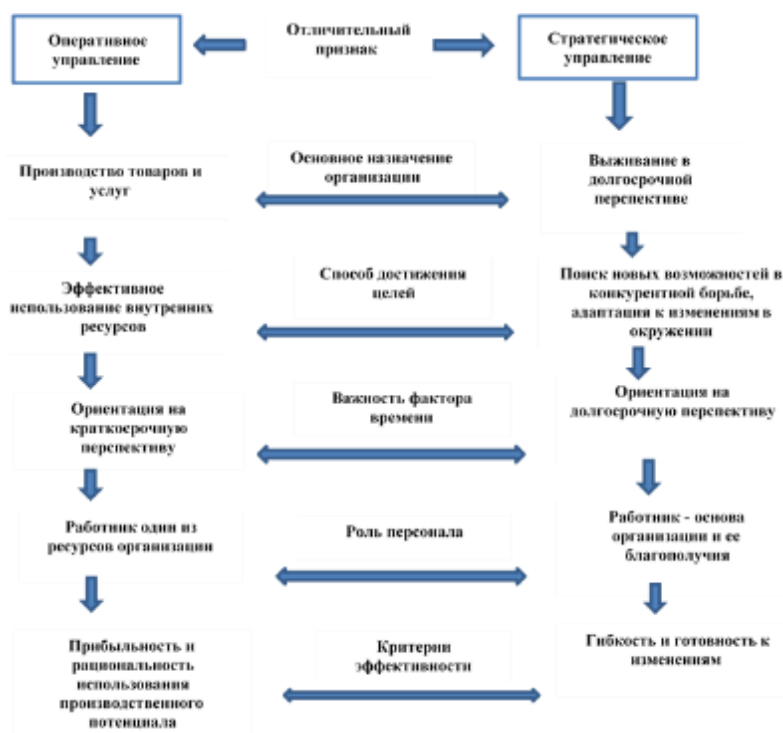 Оперативное
управление
Отличительный
признак
Стратегическое
управление
Производство товаров и
услуг
Основное назначение
организации
Выживание в
долгосрочной
перспективе
Эффективное
использование внутренних
ресурсов
Способ достижения
целей
Поиск новых возможностей в
конкурентной борьбе,
адаптация к изменениям в
окружении
Ориентация на
краткосрочную
перспективу
Важность фактора
времени
Ориентация на
долгосрочную перспективу
Работник один из
ресурсов организации
Роль персонала
Работник - основа
организации и ее
благополучия
Прибыльность и
рациональность
использования
производственного
потенциала
Критерии
эффективности
Гибкость и готовность к
изменениям